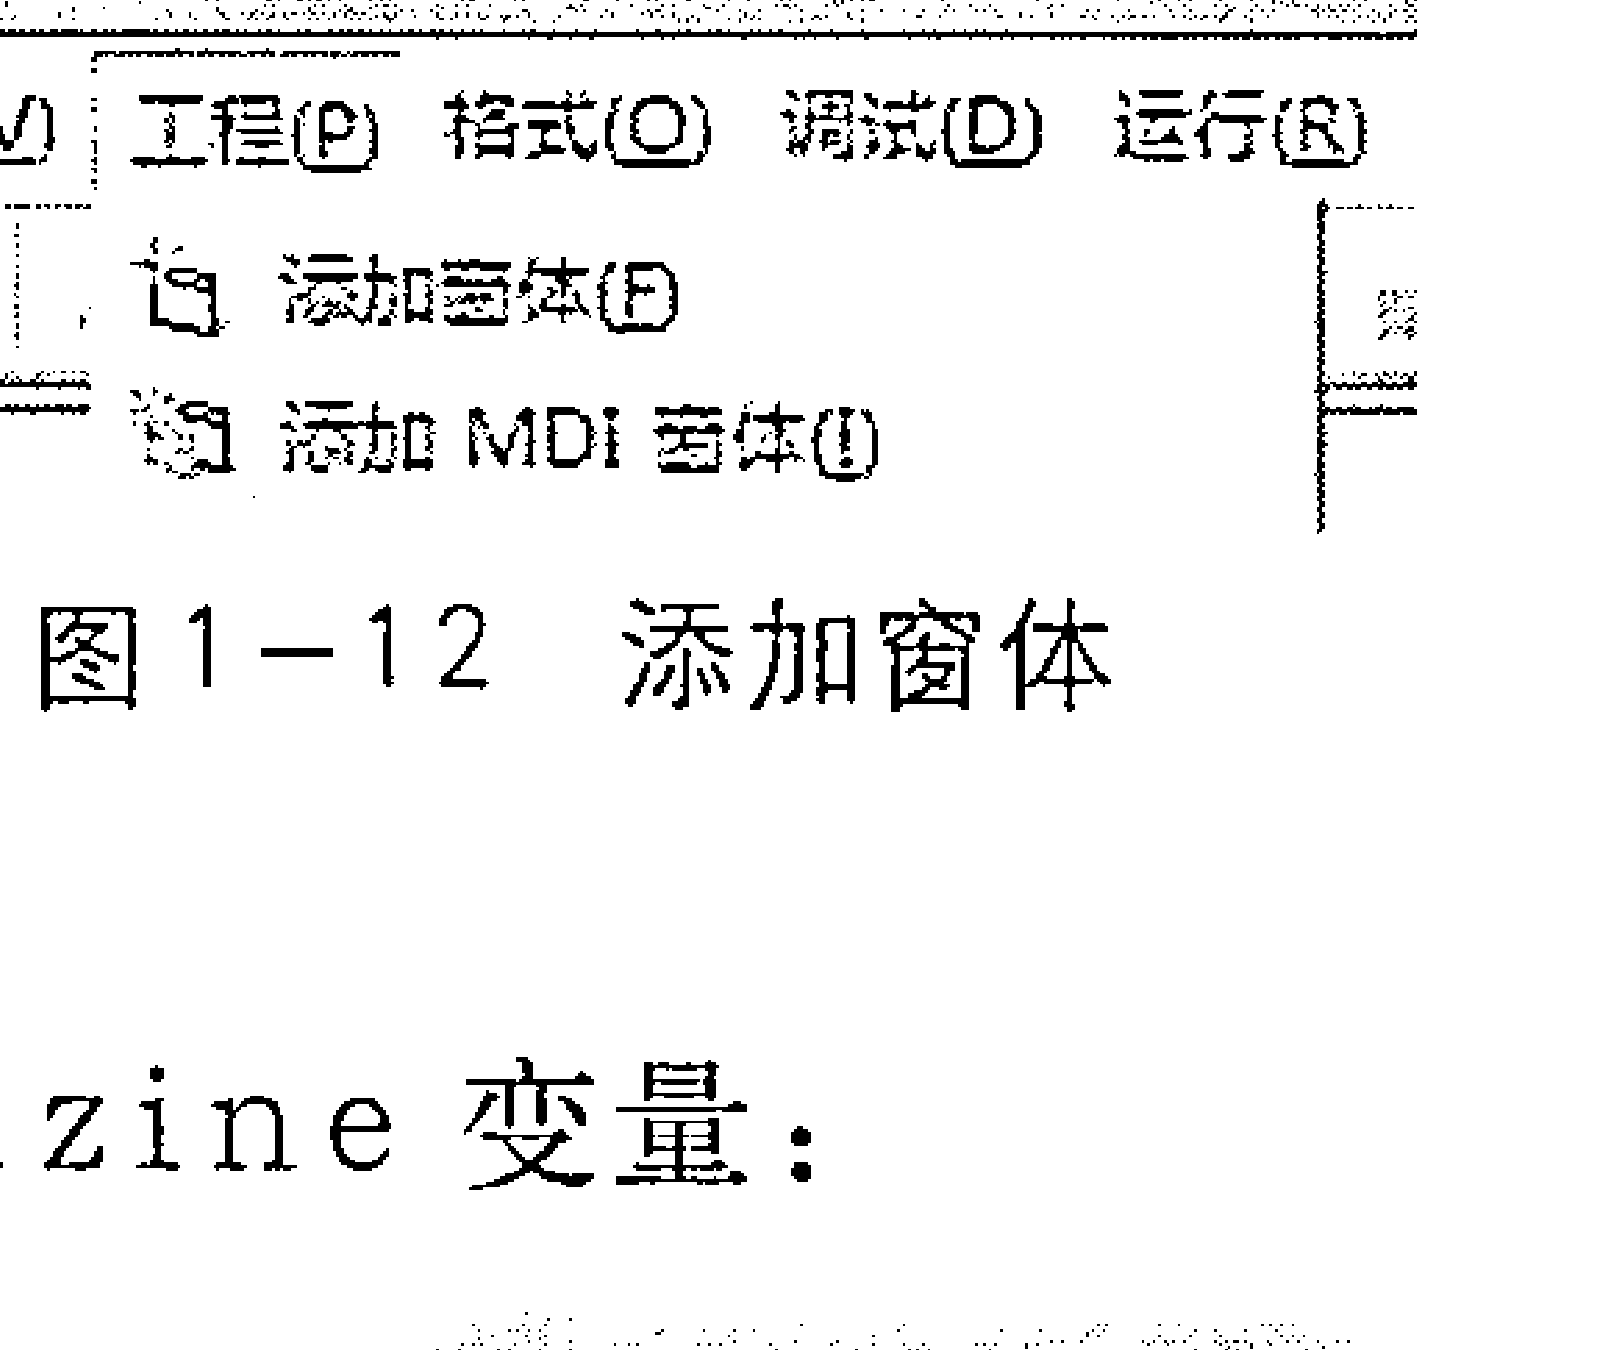 工程(P) 格式(O) 调试(D) 运行(R)
添加窗体(F)
添加 MDI 窗体(I)
图 1-12 添加窗体
zine 变量: